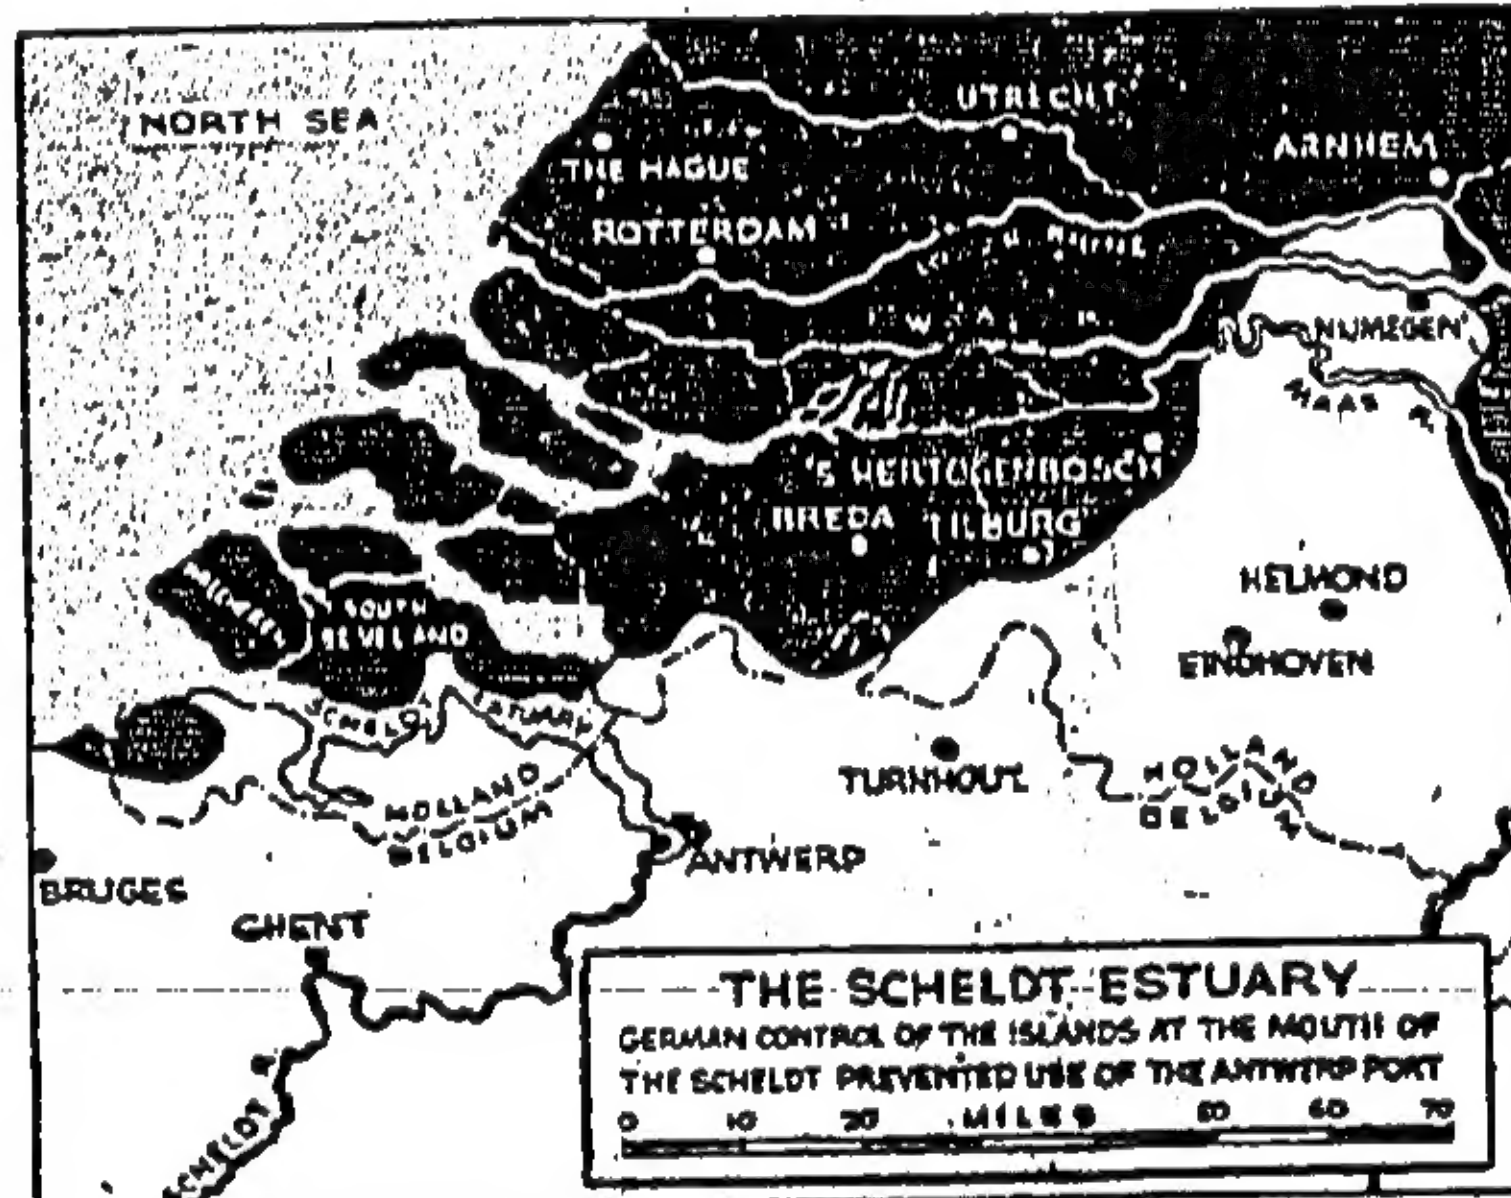 NORTH SEA
UTRECHT
ARNHEM
THE HAGUE
ROTTERDAM
NIJMEGEN
MAAS R.
'S HERTOGENBOSCH
BREDA
TILBURG
HELMOND
EINDHOVEN
SOUTH
BEVELAND
SCHELDT ESTUARY
TURNHOUT
HOLLAND
BELGIUM
HOLLAND
BELGIUM
ANTWERP
BRUGES
GHENT
SCHELDT R
THE SCHELDT ESTUARY
GERMAN CONTROL OF THE ISLANDS AT THE MOUTH OF
THE SCHELDT PREVENTED USE OF THE ANTWERP PORT
0 10 20 MILES 50 60 70